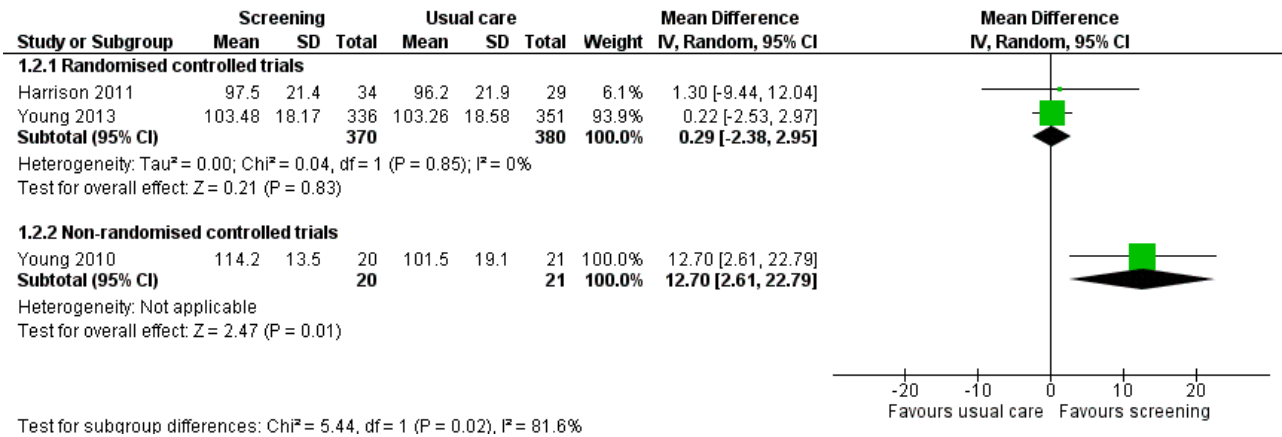 Screening Usual care Mean Difference Mean Difference
Study or Subgroup Mean SD Total Mean SD Total Weight IV, Random, 95% CI IV, Random, 95% CI
1.2.1 Randomised controlled trials
Harrison 2011 97.5 21.4 34 96.2 21.9 29 6.1% 1.30 [-9.44, 12.04]
Young 2013 103.48 18.17 336 103.26 18.58 351 93.9% 0.22 [-2.53, 2.97]
Subtotal (95% CI) 370 380 100.0% 0.29 [-2.38, 2.95]
Heterogeneity: Tau² = 0.00; Chi² = 0.04, df = 1 (P = 0.85); I² = 0%
Test for overall effect: Z = 0.21 (P = 0.83)
1.2.2 Non-randomised controlled trials
Young 2010 114.2 13.5 20 101.5 19.1 21 100.0% 12.70 [2.61, 22.79]
Subtotal (95% CI) 20 21 100.0% 12.70 [2.61, 22.79]
Heterogeneity: Not applicable
Test for overall effect: Z = 2.47 (P = 0.01)
-20 -10 0 10 20
Favours usual care Favours screening
Test for subgroup differences: Chi² = 5.44, df = 1 (P = 0.02), I² = 81.6%